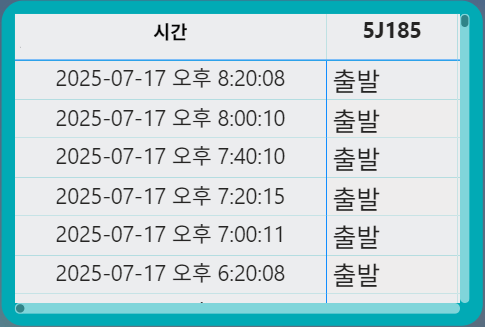 시간 5J185
2025-07-17 오후 8:20:08 출발
2025-07-17 오후 8:00:10 출발
2025-07-17 오후 7:40:10 출발
2025-07-17 오후 7:20:15 출발
2025-07-17 오후 7:00:11 출발
2025-07-17 오후 6:20:08 출발